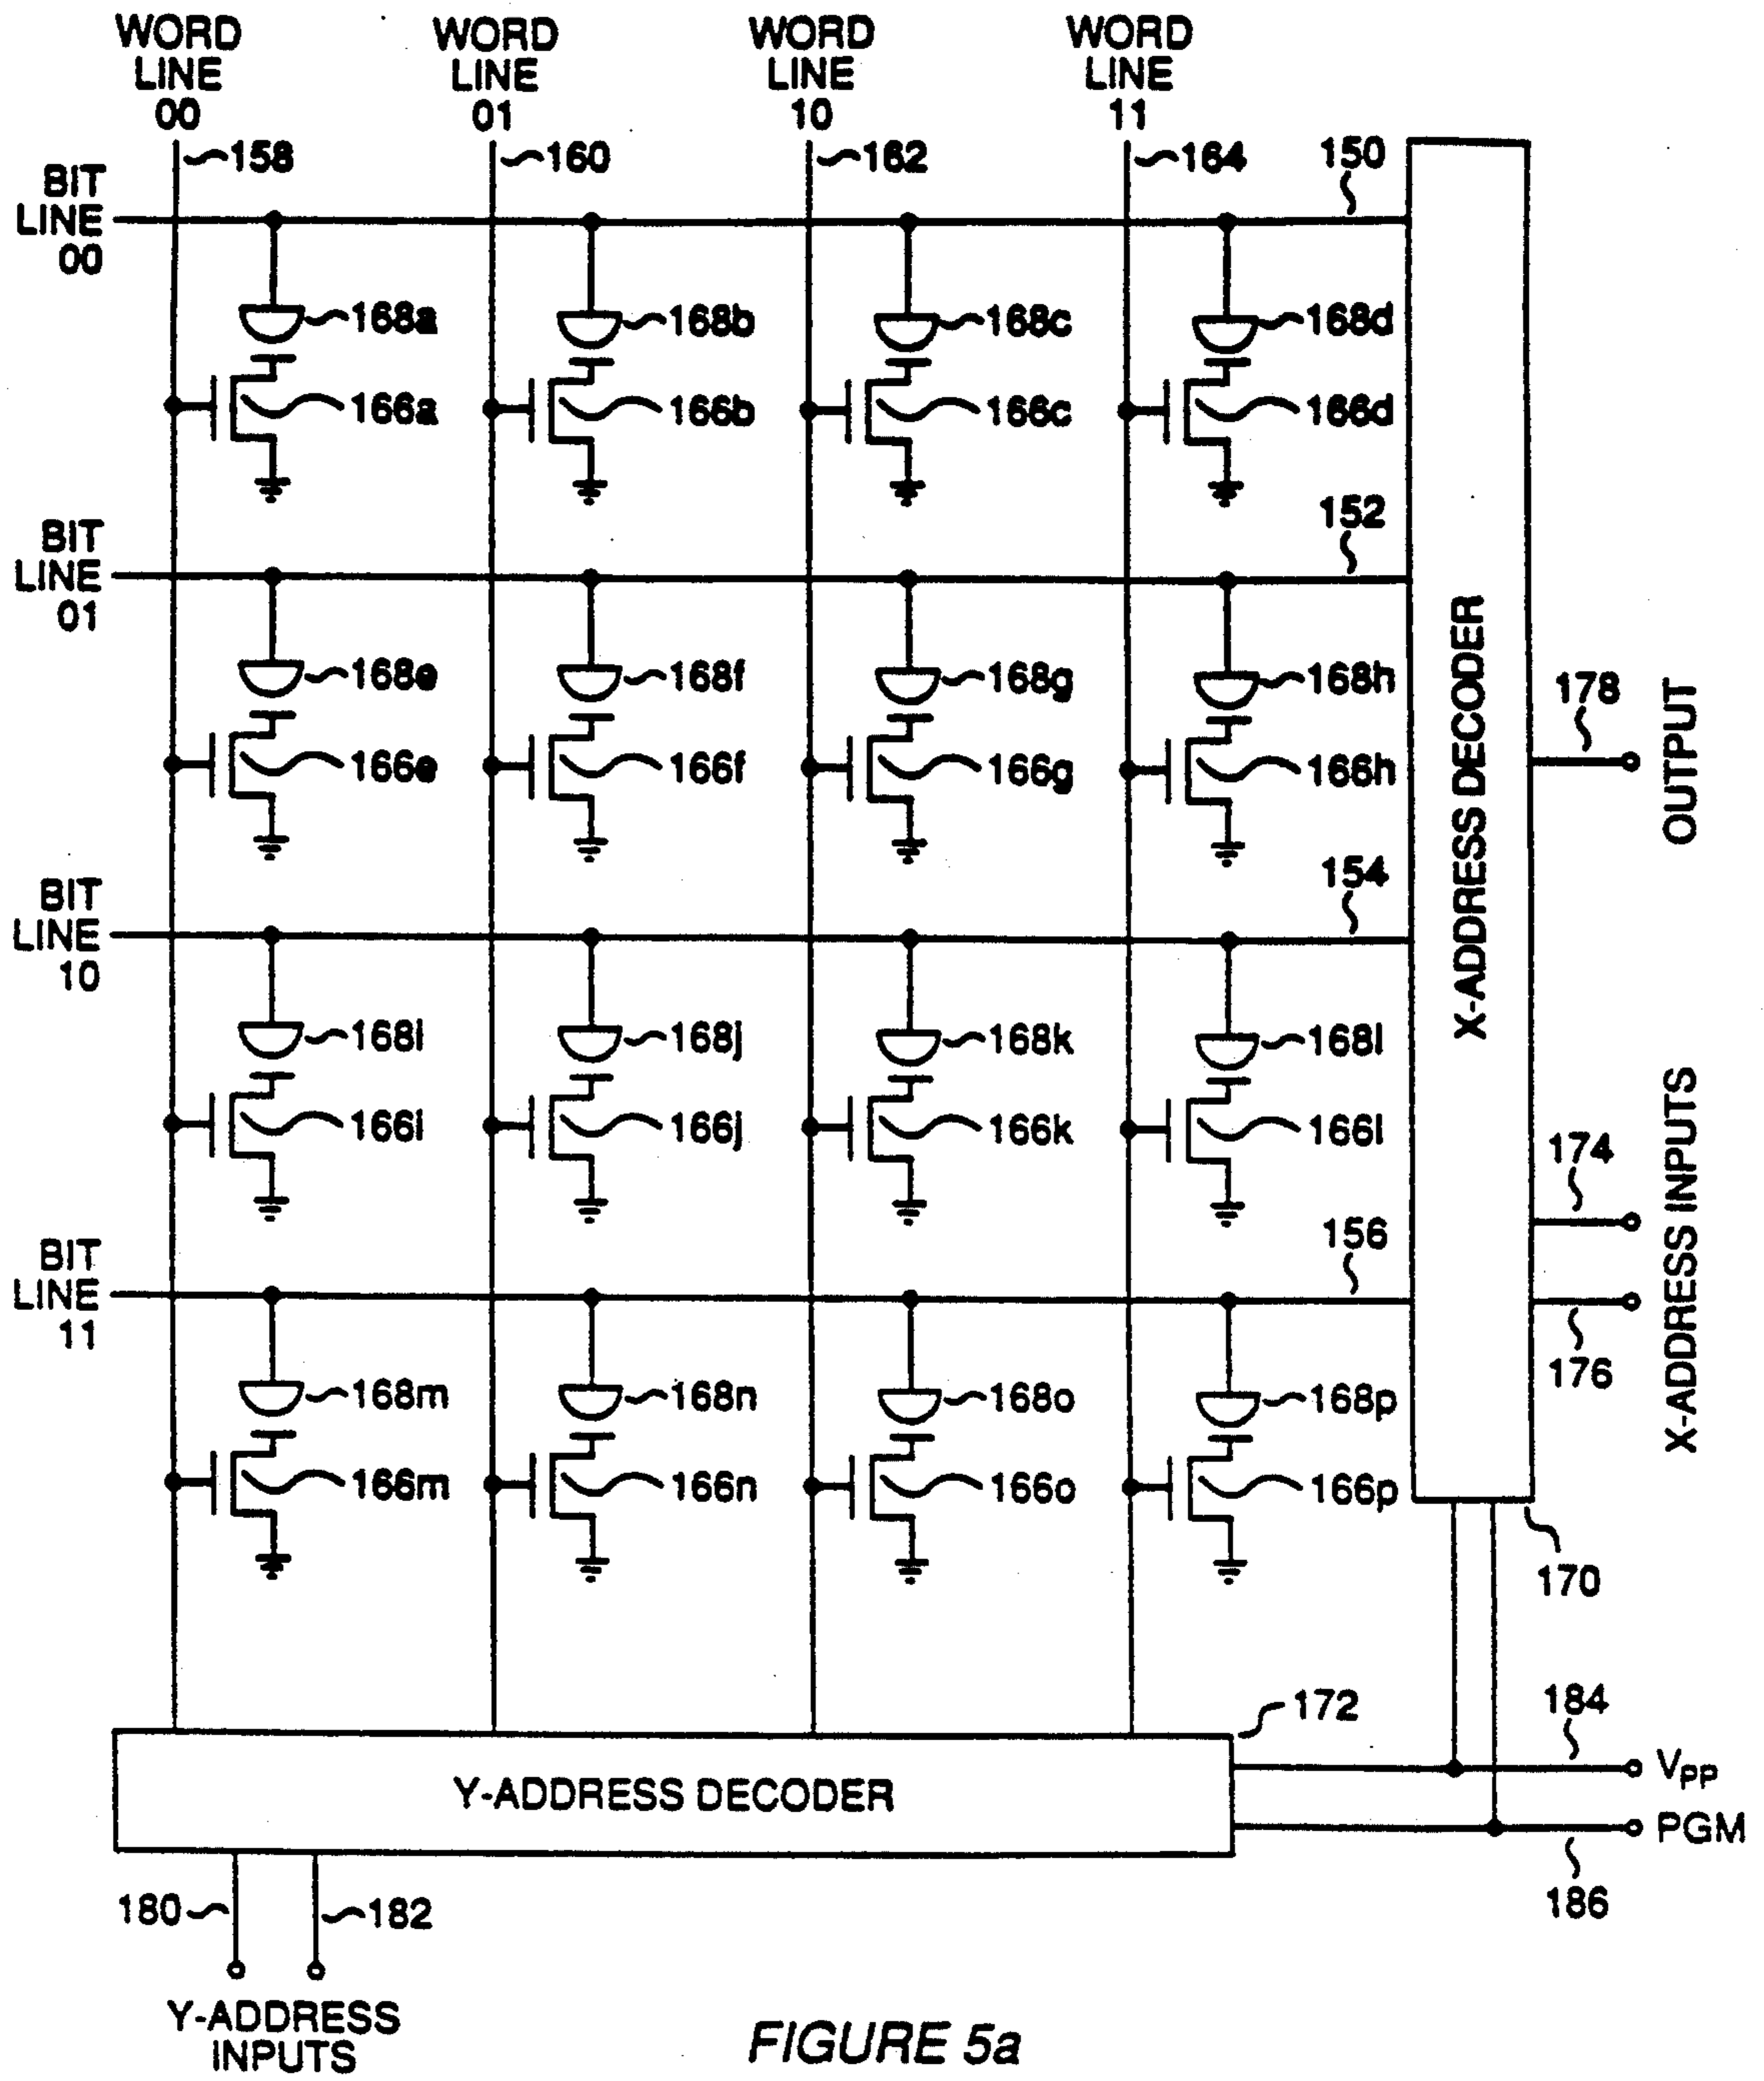 WORD
LINE
00
WORD
LINE
01
WORD
LINE
10
WORD
LINE
11
158
160
162
164
150
BIT
LINE
00
168a
168b
168c
168d
166a
166b
166c
166d
152
BIT
LINE
01
168e
168f
168g
168h
166e
166f
166g
166h
154
BIT
LINE
10
168i
168j
168k
168l
166i
166j
166k
166l
156
BIT
LINE
11
168m
168n
168o
168p
166m
166n
166o
166p
X-ADDRESS DECODER
178
OUTPUT
174
176
X-ADDRESS INPUTS
170
172
Y-ADDRESS DECODER
184
VPP
PGM
186
180
182
Y-ADDRESS
INPUTS
FIGURE 5a